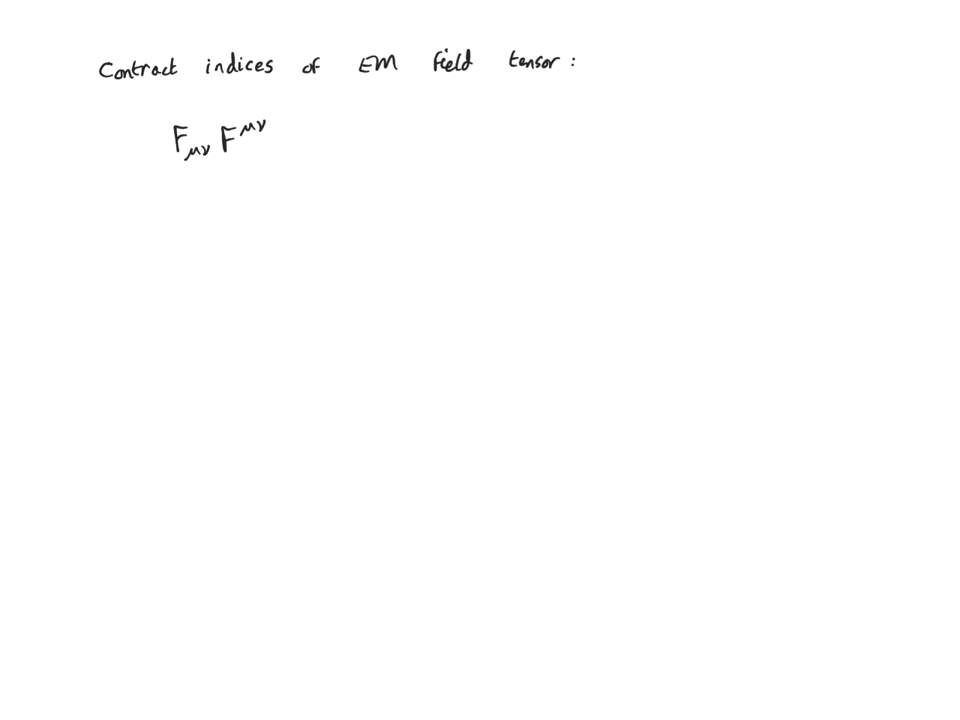 Contract indices of EM field tensor:
F_μν F^μν